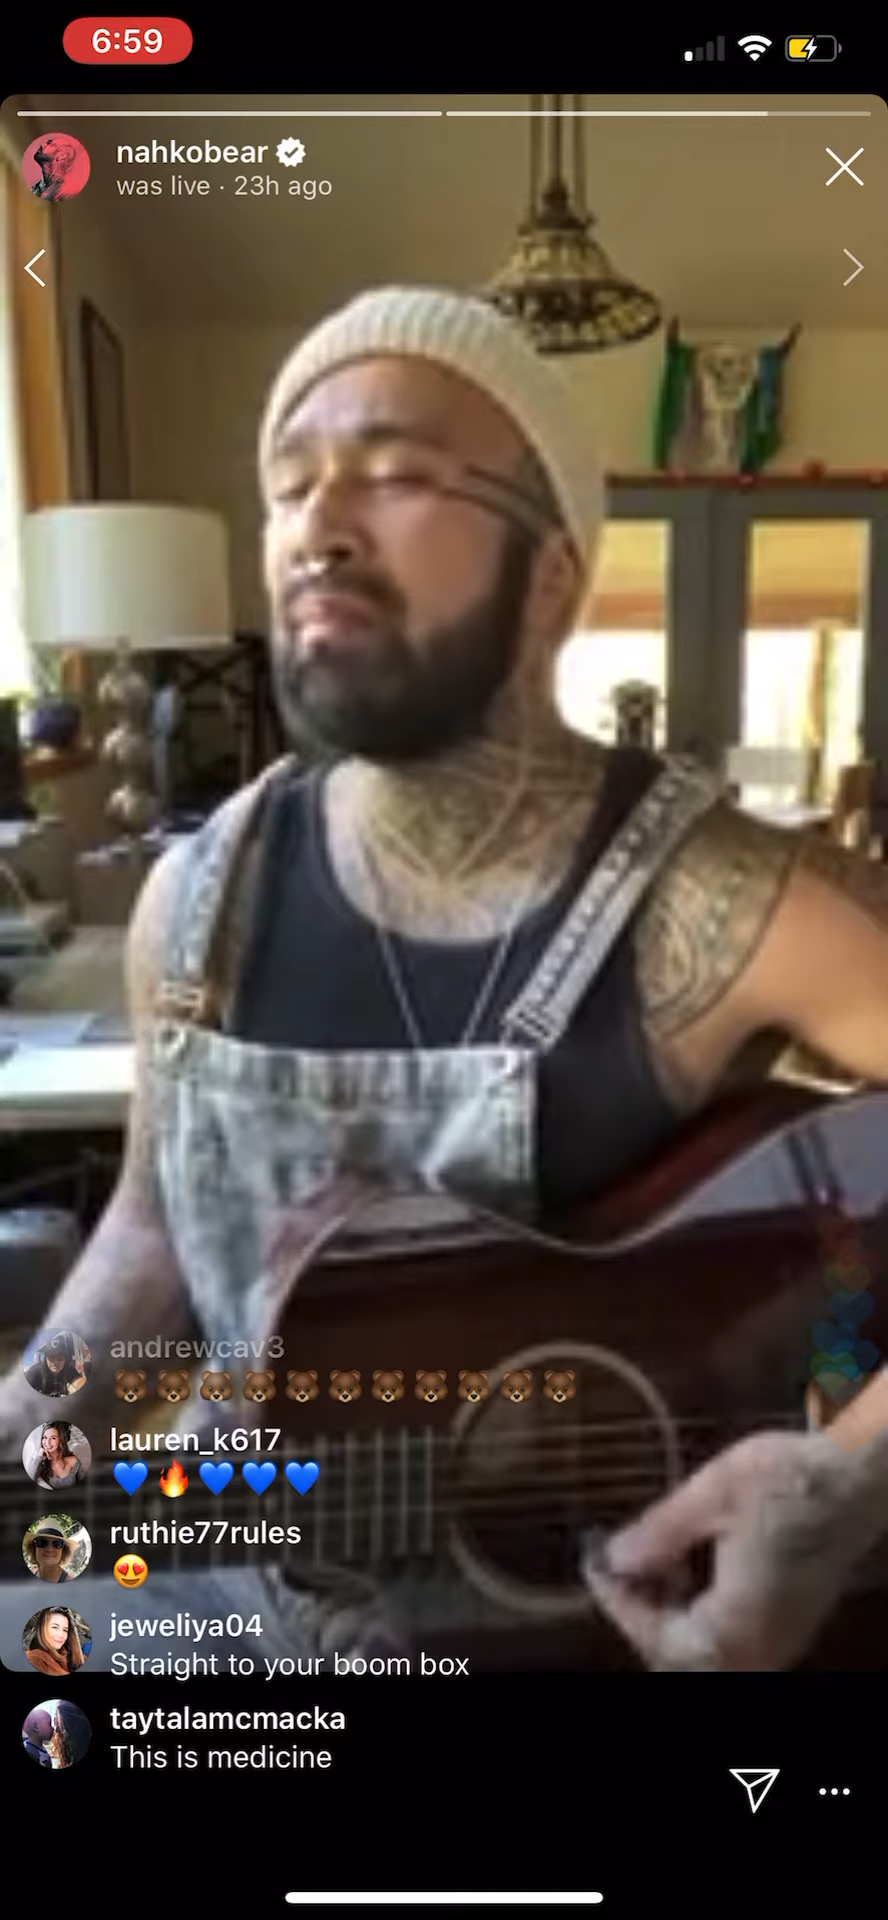 6:59
nahkobear
was live · 23h ago
andrewcav3
🐻🐻🐻🐻🐻🐻🐻🐻🐻🐻🐻
lauren_k617
💙🔥💙💙💙
ruthie77rules
😍
jeweliya04
Straight to your boom box
taytalamcmacka
This is medicine